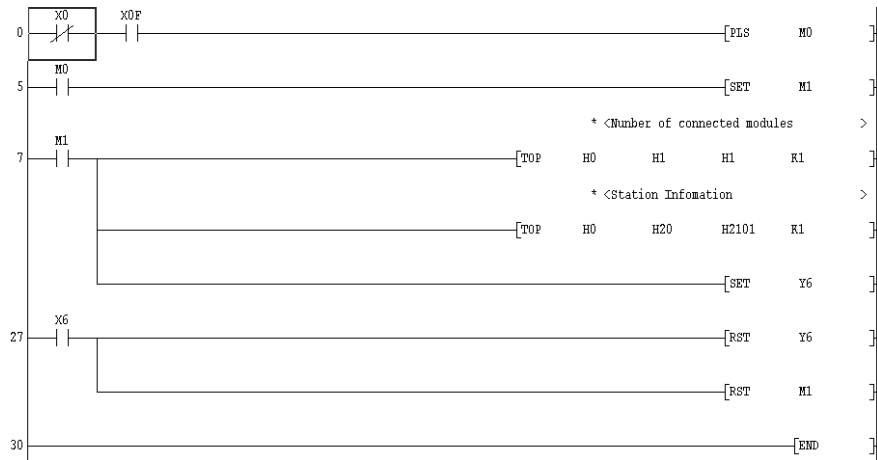 X0 X0F
0 [PLS M0 ]
M0
5 [SET M1 ]
* <Nunber of connected modules >
M1
7 [TOP H0 H1 H1 K1 ]
* <Station Infomation >
[TOP H0 H20 H2101 K1 ]
[SET Y6 ]
X6
27 [RST Y6 ]
[RST M1 ]
30 [END ]